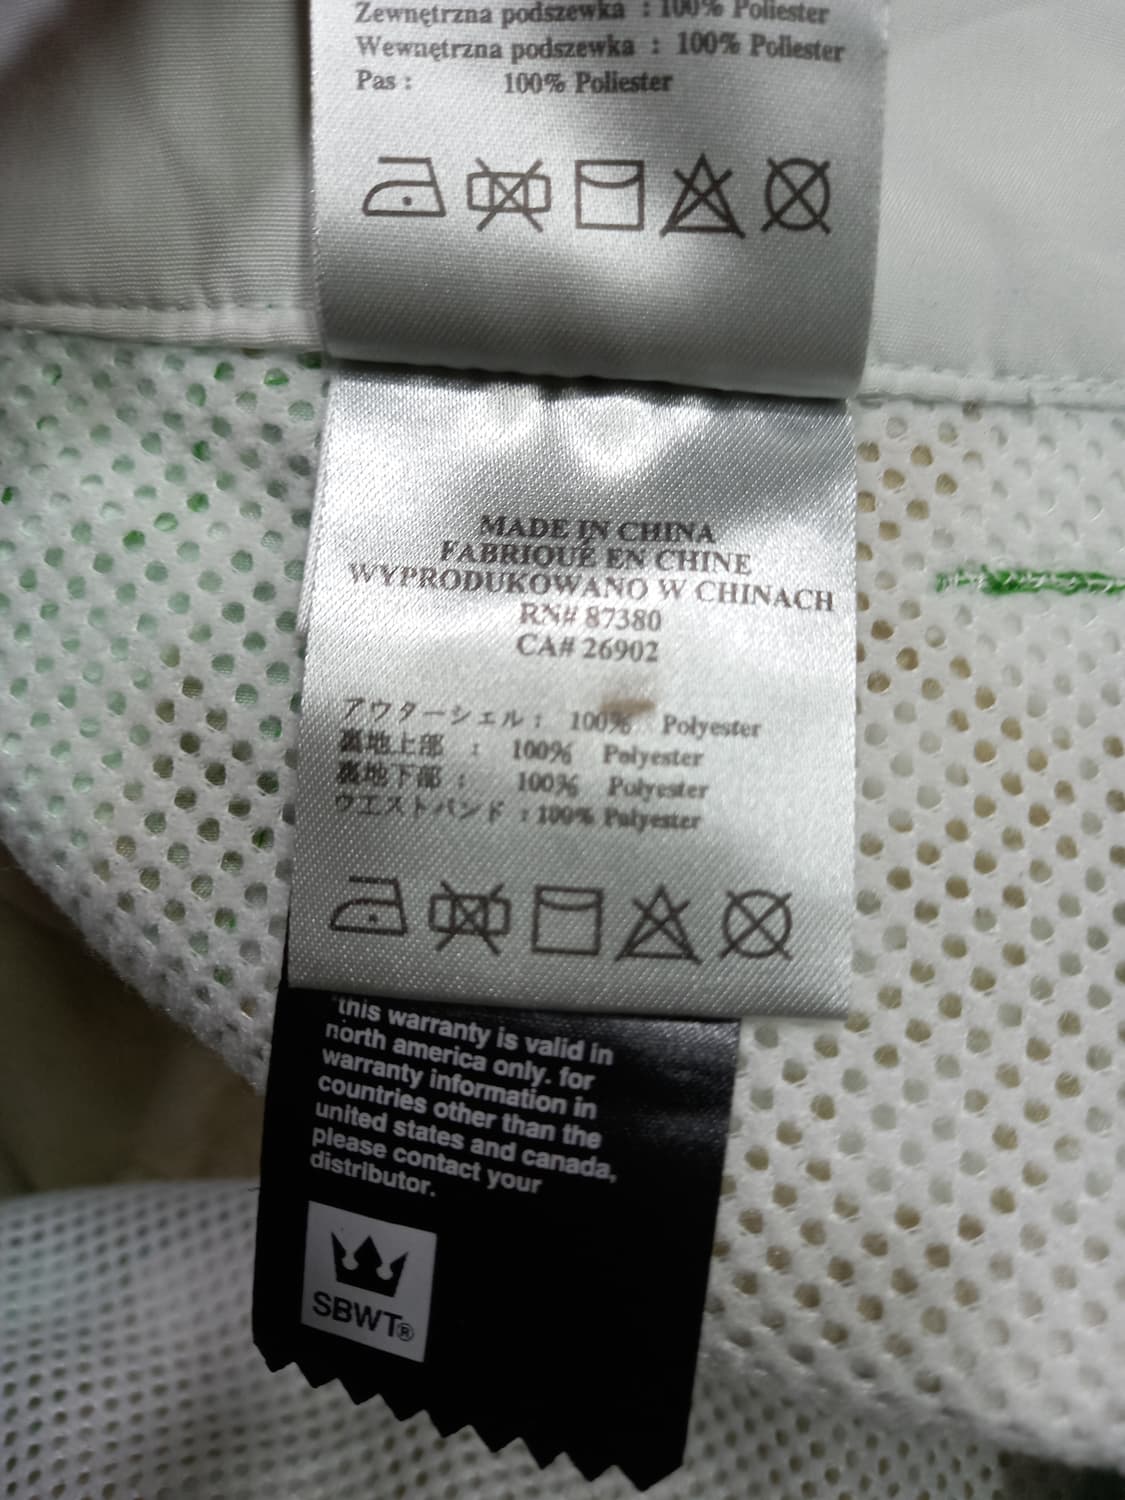 Zewnętrzna podszewka : 100% Poliester
Wewnętrzna podszewka : 100% Poliester
Pas : 100% Poliester
MADE IN CHINA
FABRIQUÉ EN CHINE
WYPRODUKOWANO W CHINACH
RN# 87380
CA# 26902
アウターシェル : 100% Polyester
裏地上部 : 100% Polyester
裏地下部 : 100% Polyester
ウエストバンド : 100% Polyester
*this warranty is valid in
north america only. for
warranty information in
countries other than the
united states and canada,
please contact your
distributor.
SBWT®